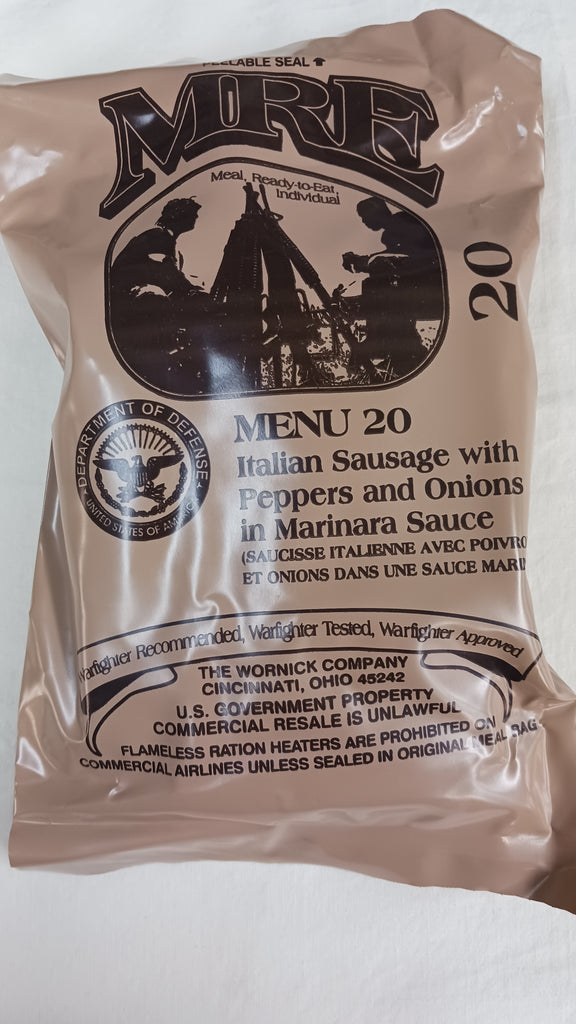 PEELABLE SEAL
MRE
Meal, Ready-to-Eat,
Individual
20
DEPARTMENT OF DEFENSE
UNITED STATES OF AMERICA
MENU 20
Italian Sausage with
Peppers and Onions
in Marinara Sauce
(SAUCISSE ITALIENNE AVEC POIVRO
ET ONIONS DANS UNE SAUCE MARIN
Warfighter Recommended, Warfighter Tested, Warfighter Approved
THE WORNICK COMPANY
CINCINNATI, OHIO 45242
U.S. GOVERNMENT PROPERTY
COMMERCIAL RESALE IS UNLAWFUL
FLAMELESS RATION HEATERS ARE PROHIBITED ON
COMMERCIAL AIRLINES UNLESS SEALED IN ORIGINAL MEAL BAG